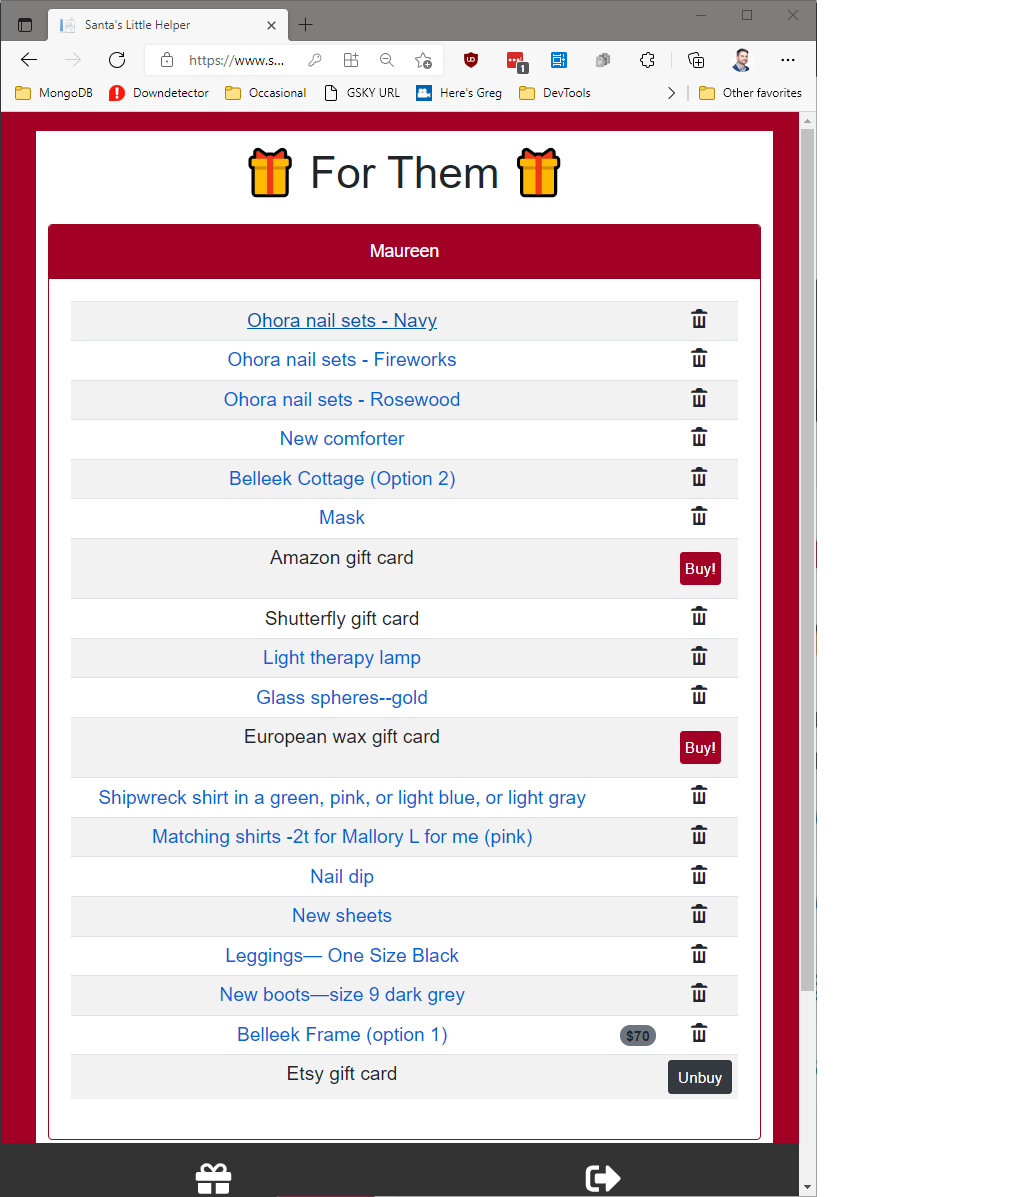 Santa's Little Helper
https://www.s...
1
MongoDB
Downdetector
Occasional
GSKY URL
Here's Greg
DevTools
Other favorites
For Them
Maureen
Ohora nail sets - Navy
Ohora nail sets - Fireworks
Ohora nail sets - Rosewood
New comforter
Belleek Cottage (Option 2)
Mask
Amazon gift card Buy!
Shutterfly gift card
Light therapy lamp
Glass spheres--gold
European wax gift card Buy!
Shipwreck shirt in a green, pink, or light blue, or light gray
Matching shirts -2t for Mallory L for me (pink)
Nail dip
New sheets
Leggings— One Size Black
New boots—size 9 dark grey
Belleek Frame (option 1) $70
Etsy gift card Unbuy